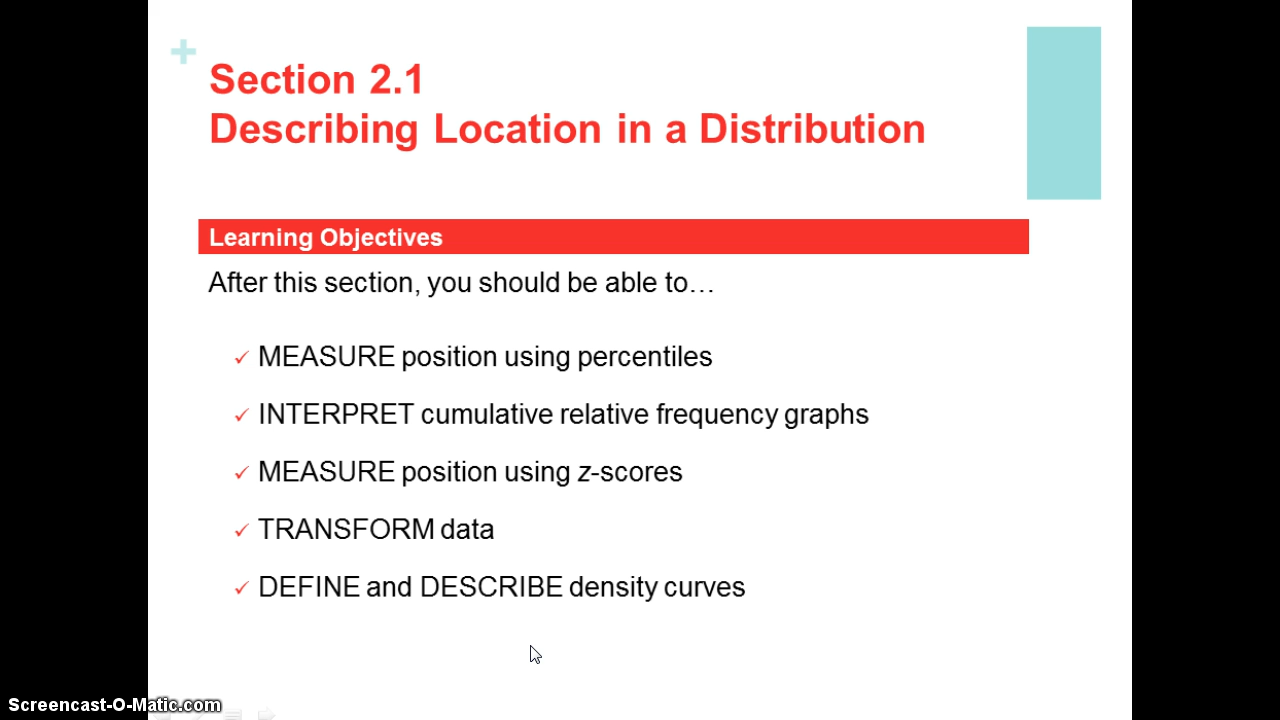 +
Section 2.1
Describing Location in a Distribution
Learning Objectives
After this section, you should be able to…
✓ MEASURE position using percentiles
✓ INTERPRET cumulative relative frequency graphs
✓ MEASURE position using z-scores
✓ TRANSFORM data
✓ DEFINE and DESCRIBE density curves
Screencast-O-Matic.com